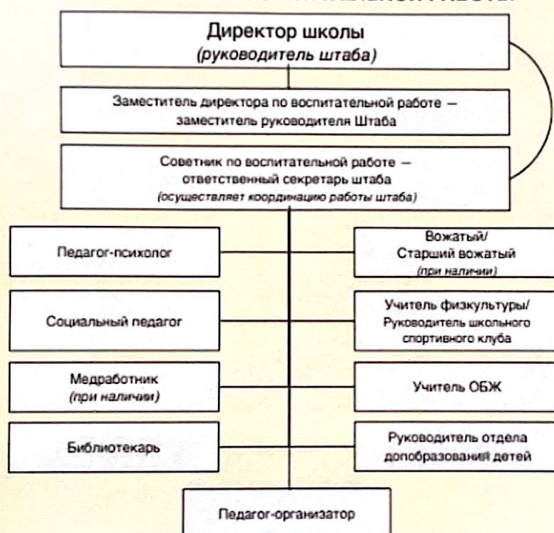 Директор школы
(руководитель штаба)
Заместитель директора по воспитательной работе —
заместитель руководителя Штаба
Советник по воспитательной работе —
ответственный секретарь штаба
(осуществляет координацию работы штаба)
Педагог-психолог
Вожатый/
Старший вожатый
(при наличии)
Социальный педагог
Учитель физкультуры/
Руководитель школьного
спортивного клуба
Медработник
(при наличии)
Учитель ОБЖ
Библиотекарь
Руководитель отдела
допобразования детей
Педагог-организатор